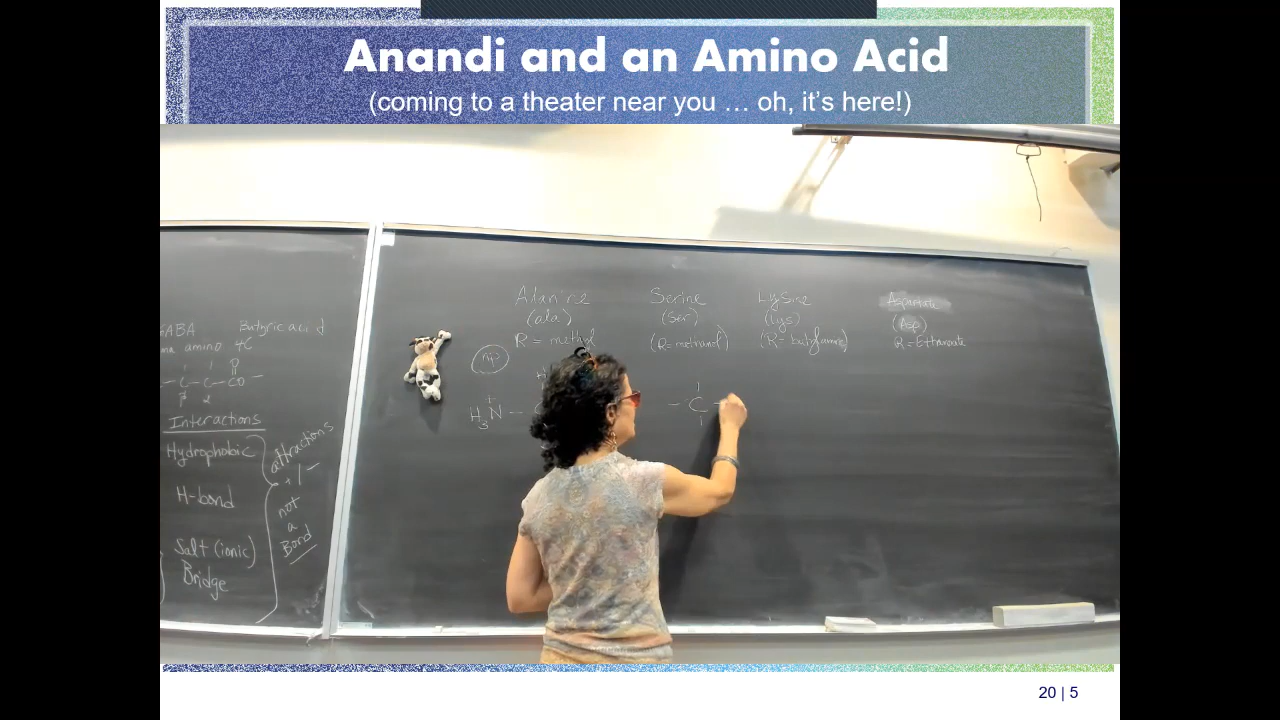 Anandi and an Amino Acid
(coming to a theater near you … oh, it's here!)
Alanine
(ala)
R = methyl
Serine
(Ser)
(R= methanol)
Lysine
(Lys)
(R= butylamine)
Aspartate
(Asp)
R = Ethanoate
np
H₃N⁺ –
– C –
GABA
Butyric acid
amino
4C
– C – C – CO –
Interactions
Hydrophobic
H-bond
Salt (ionic)
Bridge
attractions
+/–
not
a
Bond
20 | 5